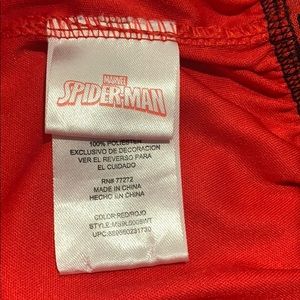 MARVEL
SPIDER-MAN
100% POLIESTER
EXCLUSIVO DE DECORACION
VER EL REVERSO PARA
EL CUIDADO
RN# 77272
MADE IN CHINA
HECHO EN CHINA
COLOR:RED/ROJO